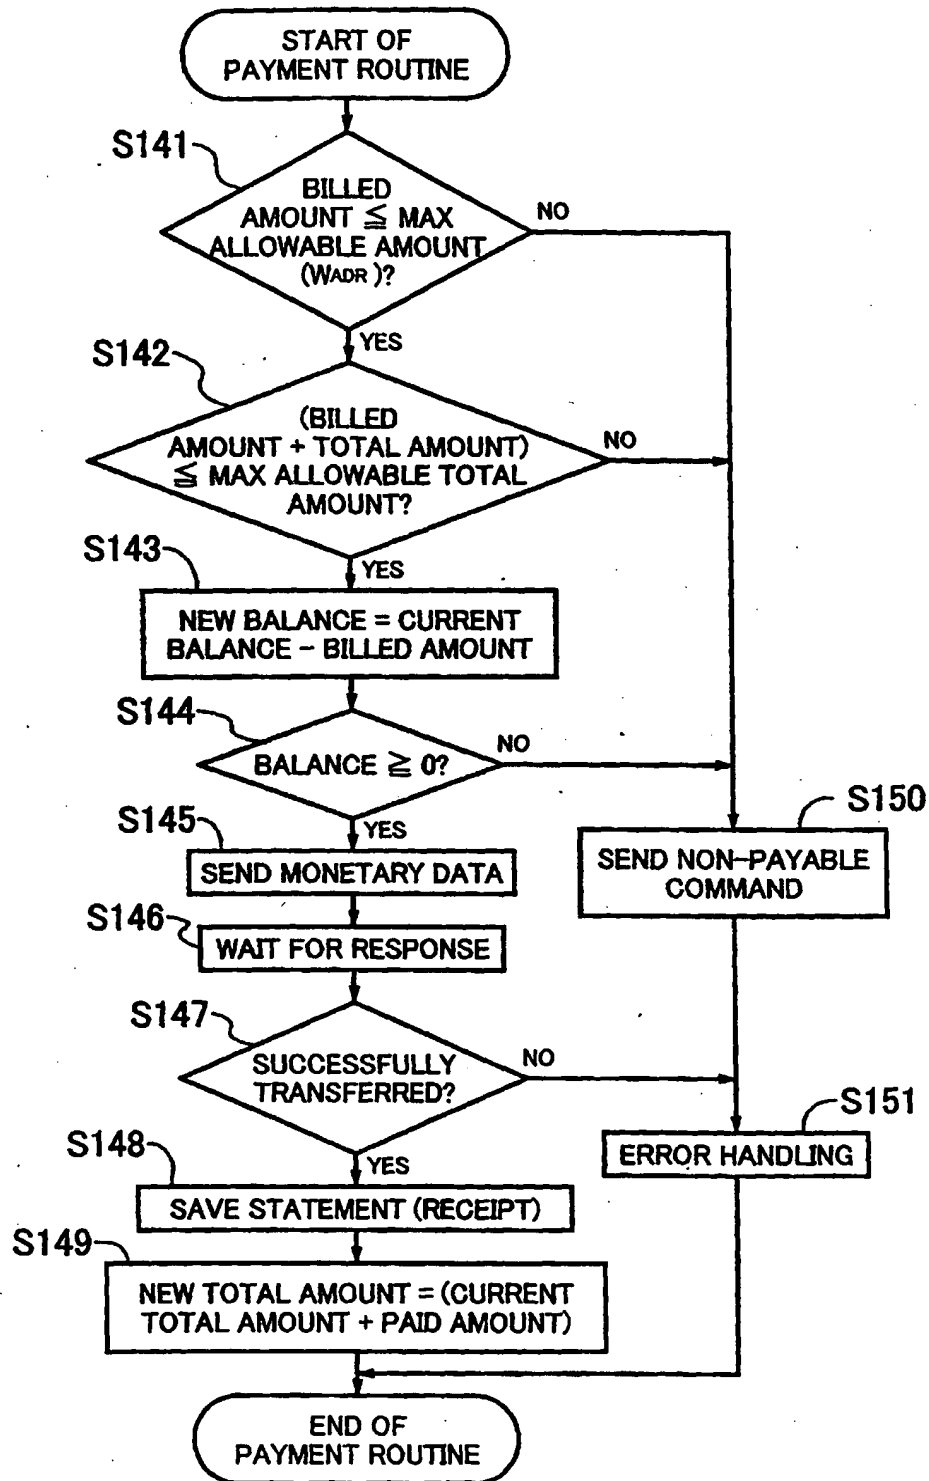 START OF
PAYMENT ROUTINE
S141
BILLED
AMOUNT ≦ MAX
ALLOWABLE AMOUNT
(WADR)?
NO
YES
S142
(BILLED
AMOUNT + TOTAL AMOUNT)
≦ MAX ALLOWABLE TOTAL
AMOUNT?
NO
YES
S143
NEW BALANCE = CURRENT
BALANCE − BILLED AMOUNT
S144
BALANCE ≧ 0?
NO
YES
S145
SEND MONETARY DATA
S150
SEND NON-PAYABLE
COMMAND
S146
WAIT FOR RESPONSE
S147
SUCCESSFULLY
TRANSFERRED?
NO
YES
S151
ERROR HANDLING
S148
SAVE STATEMENT (RECEIPT)
S149
NEW TOTAL AMOUNT = (CURRENT
TOTAL AMOUNT + PAID AMOUNT)
END OF
PAYMENT ROUTINE